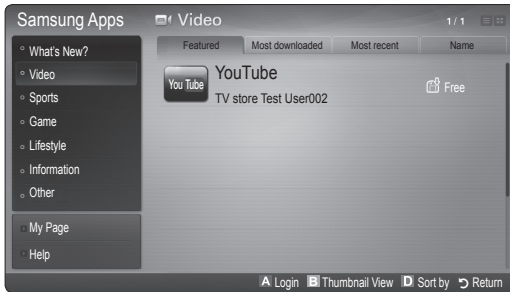 Samsung Apps
Video
1/1
What's New?
Video
Sports
Game
Lifestyle
Information
Other
My Page
Help
Featured Most downloaded Most recent Name
You Tube
YouTube
TV store Test User002
Free
A Login B Thumbnail View D Sort by Return